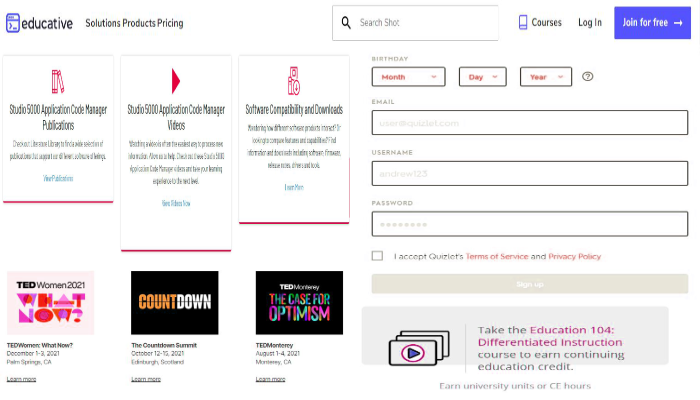 educative
Solutions Products Pricing
Search Shot
Courses
Log In
Join for free →
Studio 5000 Application Code Manager
Publications
Check out Literature Library to find a wide selection of
publications that support our different software offerings.
View Publications
Studio 5000 Application Code Manager
Videos
Watching a video is often the easiest way to process new
information. Allow us to help. Check out these Studio 5000
Application Code Manager videos and take your learning
experience to the next level.
View Videos Now
Software Compatibility and Downloads
Wondering how different software products interact? Or
looking to compare features and capabilities? Find
information and downloads including software, firmware,
release notes, drivers and tools.
Learn More
BIRTHDAY
Month
Day
Year
?
EMAIL
user@quizlet.com
USERNAME
andrew123
PASSWORD
I accept Quizlet's Terms of Service and Privacy Policy
Sign up
TEDWomen2021
WHAT
NOW?
TEDWomen: What Now?
December 1-3, 2021
Palm Springs, CA
Learn more
COUNTDOWN
The Countdown Summit
October 12-15, 2021
Edinburgh, Scotland
Learn more
TEDMonterey
THE CASE FOR
OPTIMISM
TEDMonterey
August 1-4, 2021
Monterey, CA
Learn more
Take the Education 104:
Differentiated Instruction
course to earn continuing
education credit.
Earn university units or CE hours